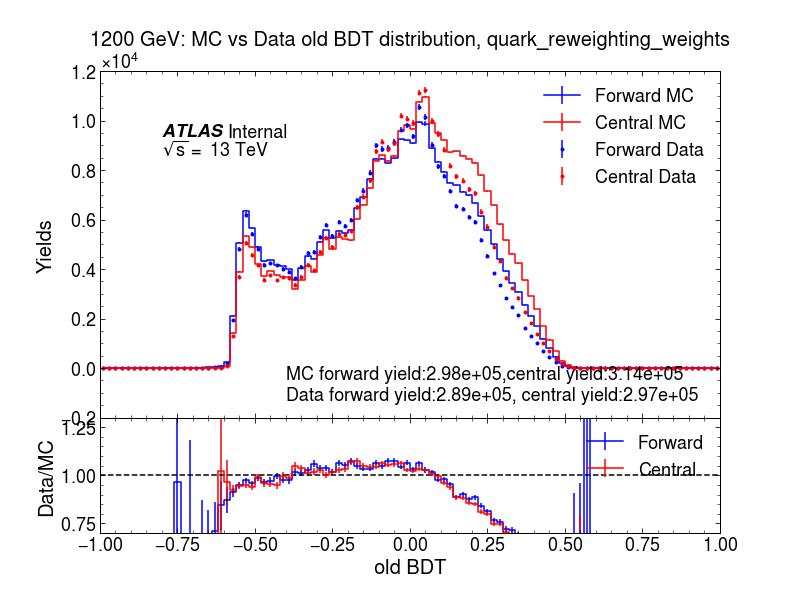 1200 GeV: MC vs Data old BDT distribution, quark_reweighting_weights
×10⁴
1.2
1.0
0.8
0.6
0.4
0.2
0.0
0.2
Yields
ATLAS Internal
√s = 13 TeV
Forward MC
Central MC
Forward Data
Central Data
MC forward yield:2.98e+05,central yield:3.14e+05
Data forward yield:2.89e+05, central yield:2.97e+05
1.25
1.00
0.75
Data/MC
Forward
Central
−1.00 −0.75 −0.50 −0.25 0.00 0.25 0.50 0.75 1.00
old BDT